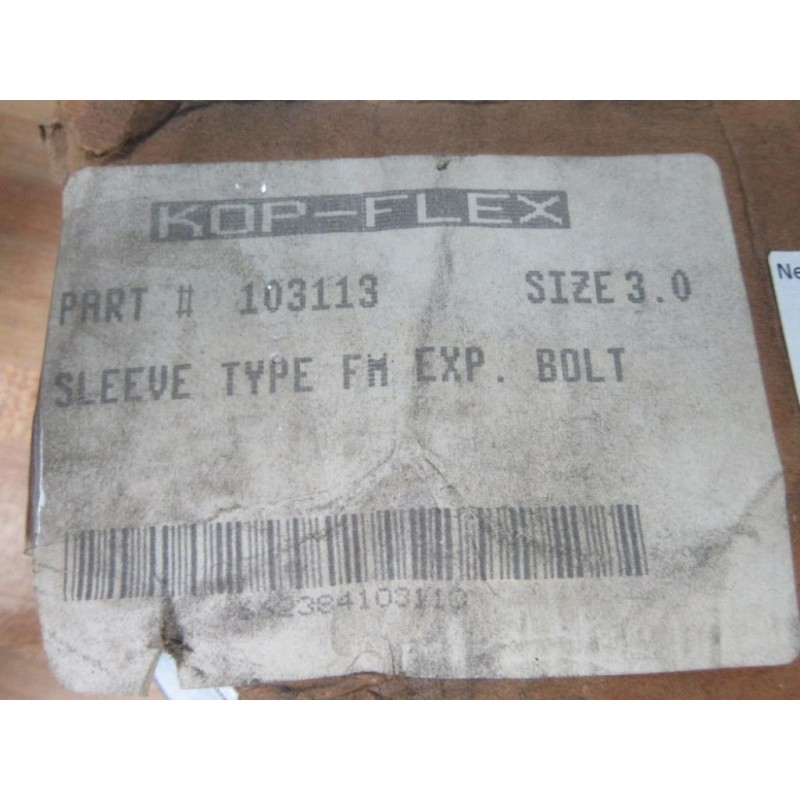 KOP-FLEX
PART # 103113 SIZE 3.0
SLEEVE TYPE FM EXP. BOLT